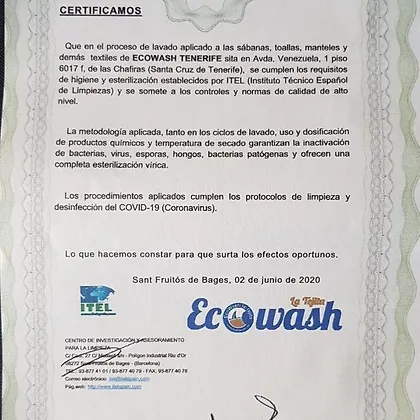 CERTIFICAMOS
Que en el proceso de lavado aplicado a las sábanas, toallas, manteles y
demás textiles de ECOWASH TENERIFE sita en Avda. Venezuela, 1 piso
6017 f, de las Chafiras (Santa Cruz de Tenerife), se cumplen los requisitos
de higiene y esterilización establecidos por ITEL (Instituto Técnico Español
de Limpiezas) y se somete a los controles y normas de calidad de alto
nivel.
La metodología aplicada, tanto en los ciclos de lavado, uso y dosificación
de productos químicos y temperatura de secado garantizan la inactivación
de bacterias, virus, esporas, hongos, bacterias patógenas y ofrecen una
completa esterilización vírica.
Los procedimientos aplicados cumplen los protocolos de limpieza y
desinfección del COVID-19 (Coronavirus).
Lo que hacemos constar para que surta los efectos oportunos.
Sant Fruitós de Bages, 02 de junio de 2020
ITEL
La Tejita
Ecowash
CENTRO DE INVESTIGACIÓN Y ASESORAMIENTO
PARA LA LIMPIEZA
Polígon Industrial Riu d'Or
08272 Sant Fruitós de Bages - (Barcelona)
TEL.: 93-877 41 01 / 93-877 40 79 - FAX: 93-877 40 78
Correo electrónico:
Pág web: http://www.itelspain.com